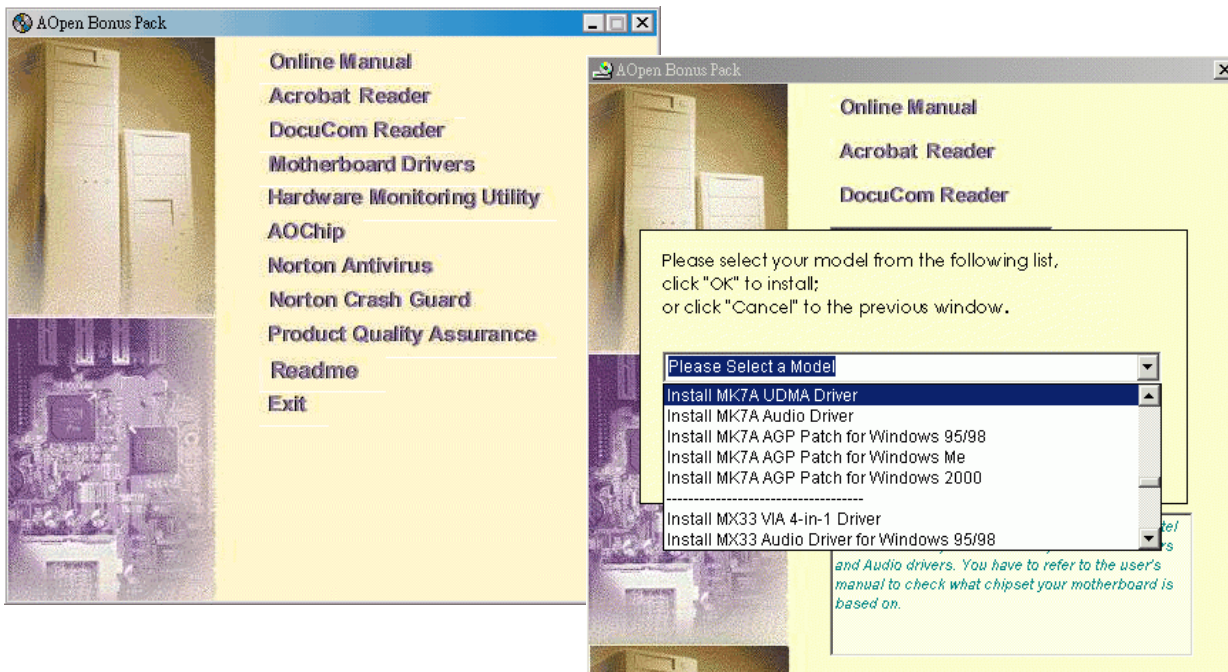 AOpen Bonus Pack
Online Manual
Acrobat Reader
DocuCom Reader
Motherboard Drivers
Hardware Monitoring Utility
AOChip
Norton Antivirus
Norton Crash Guard
Product Quality Assurance
Readme
Exit
AOpen Bonus Pack
Online Manual
Acrobat Reader
DocuCom Reader
Please select your model from the following list,
click "OK" to install;
or click "Cancel" to the previous window.
Please Select a Model
Install MK7A UDMA Driver
Install MK7A Audio Driver
Install MK7A AGP Patch for Windows 95/98
Install MK7A AGP Patch for Windows Me
Install MK7A AGP Patch for Windows 2000
-------------------------------------
Install MX33 VIA 4-in-1 Driver
Install MX33 Audio Driver for Windows 95/98
and Audio drivers. You have to refer to the user's
manual to check what chipset your motherboard is
based on.